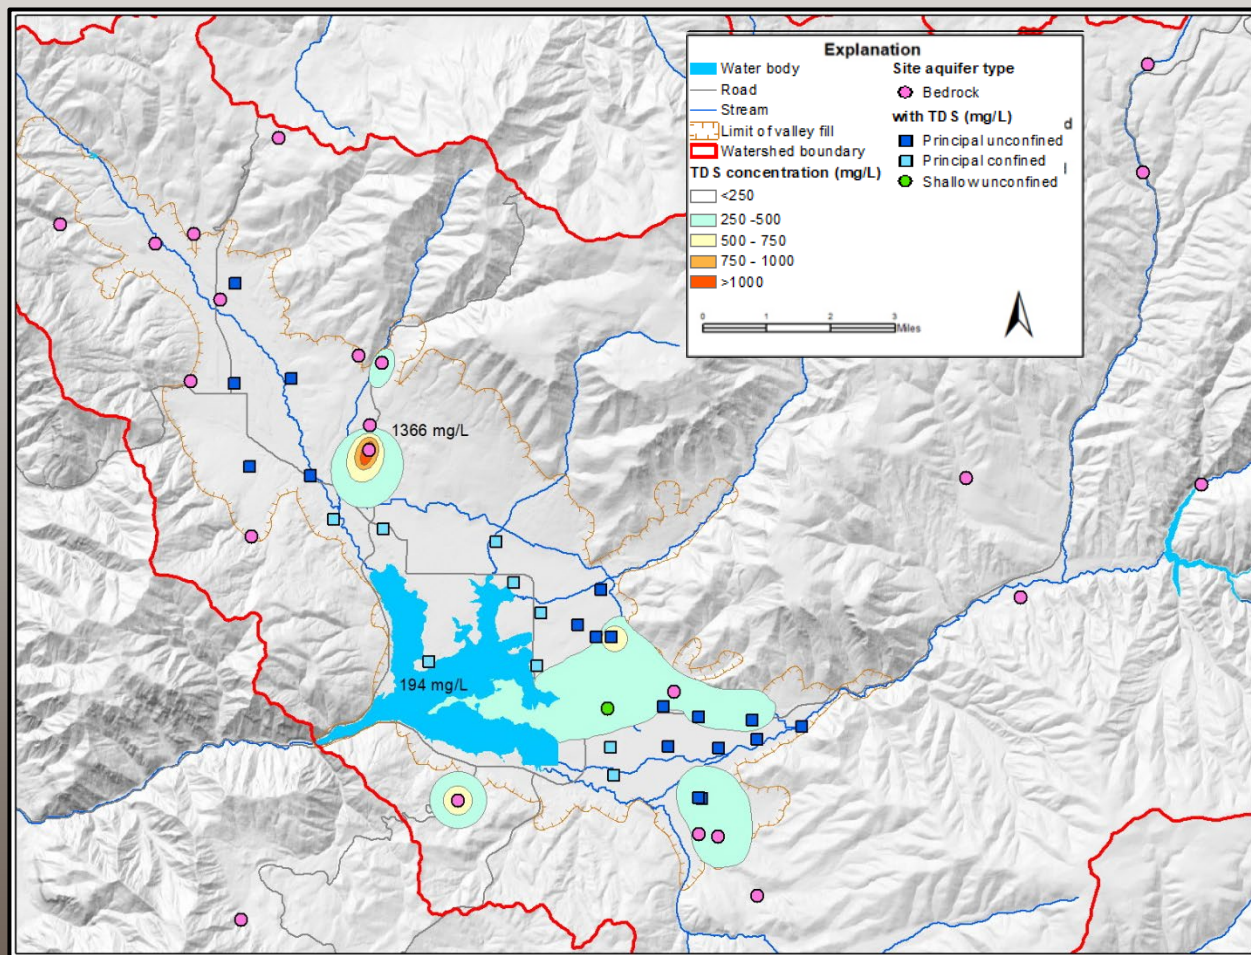 Explanation
Water body
Road
Stream
Limit of valley fill
Watershed boundary
TDS concentration (mg/L)
<250
250 -500
500 - 750
750 - 1000
>1000
Site aquifer type
Bedrock
with TDS (mg/L)
d
Principal unconfined
Principal confined
l
Shallow unconfined
0 1 2 3
Miles
1366 mg/L
194 mg/L